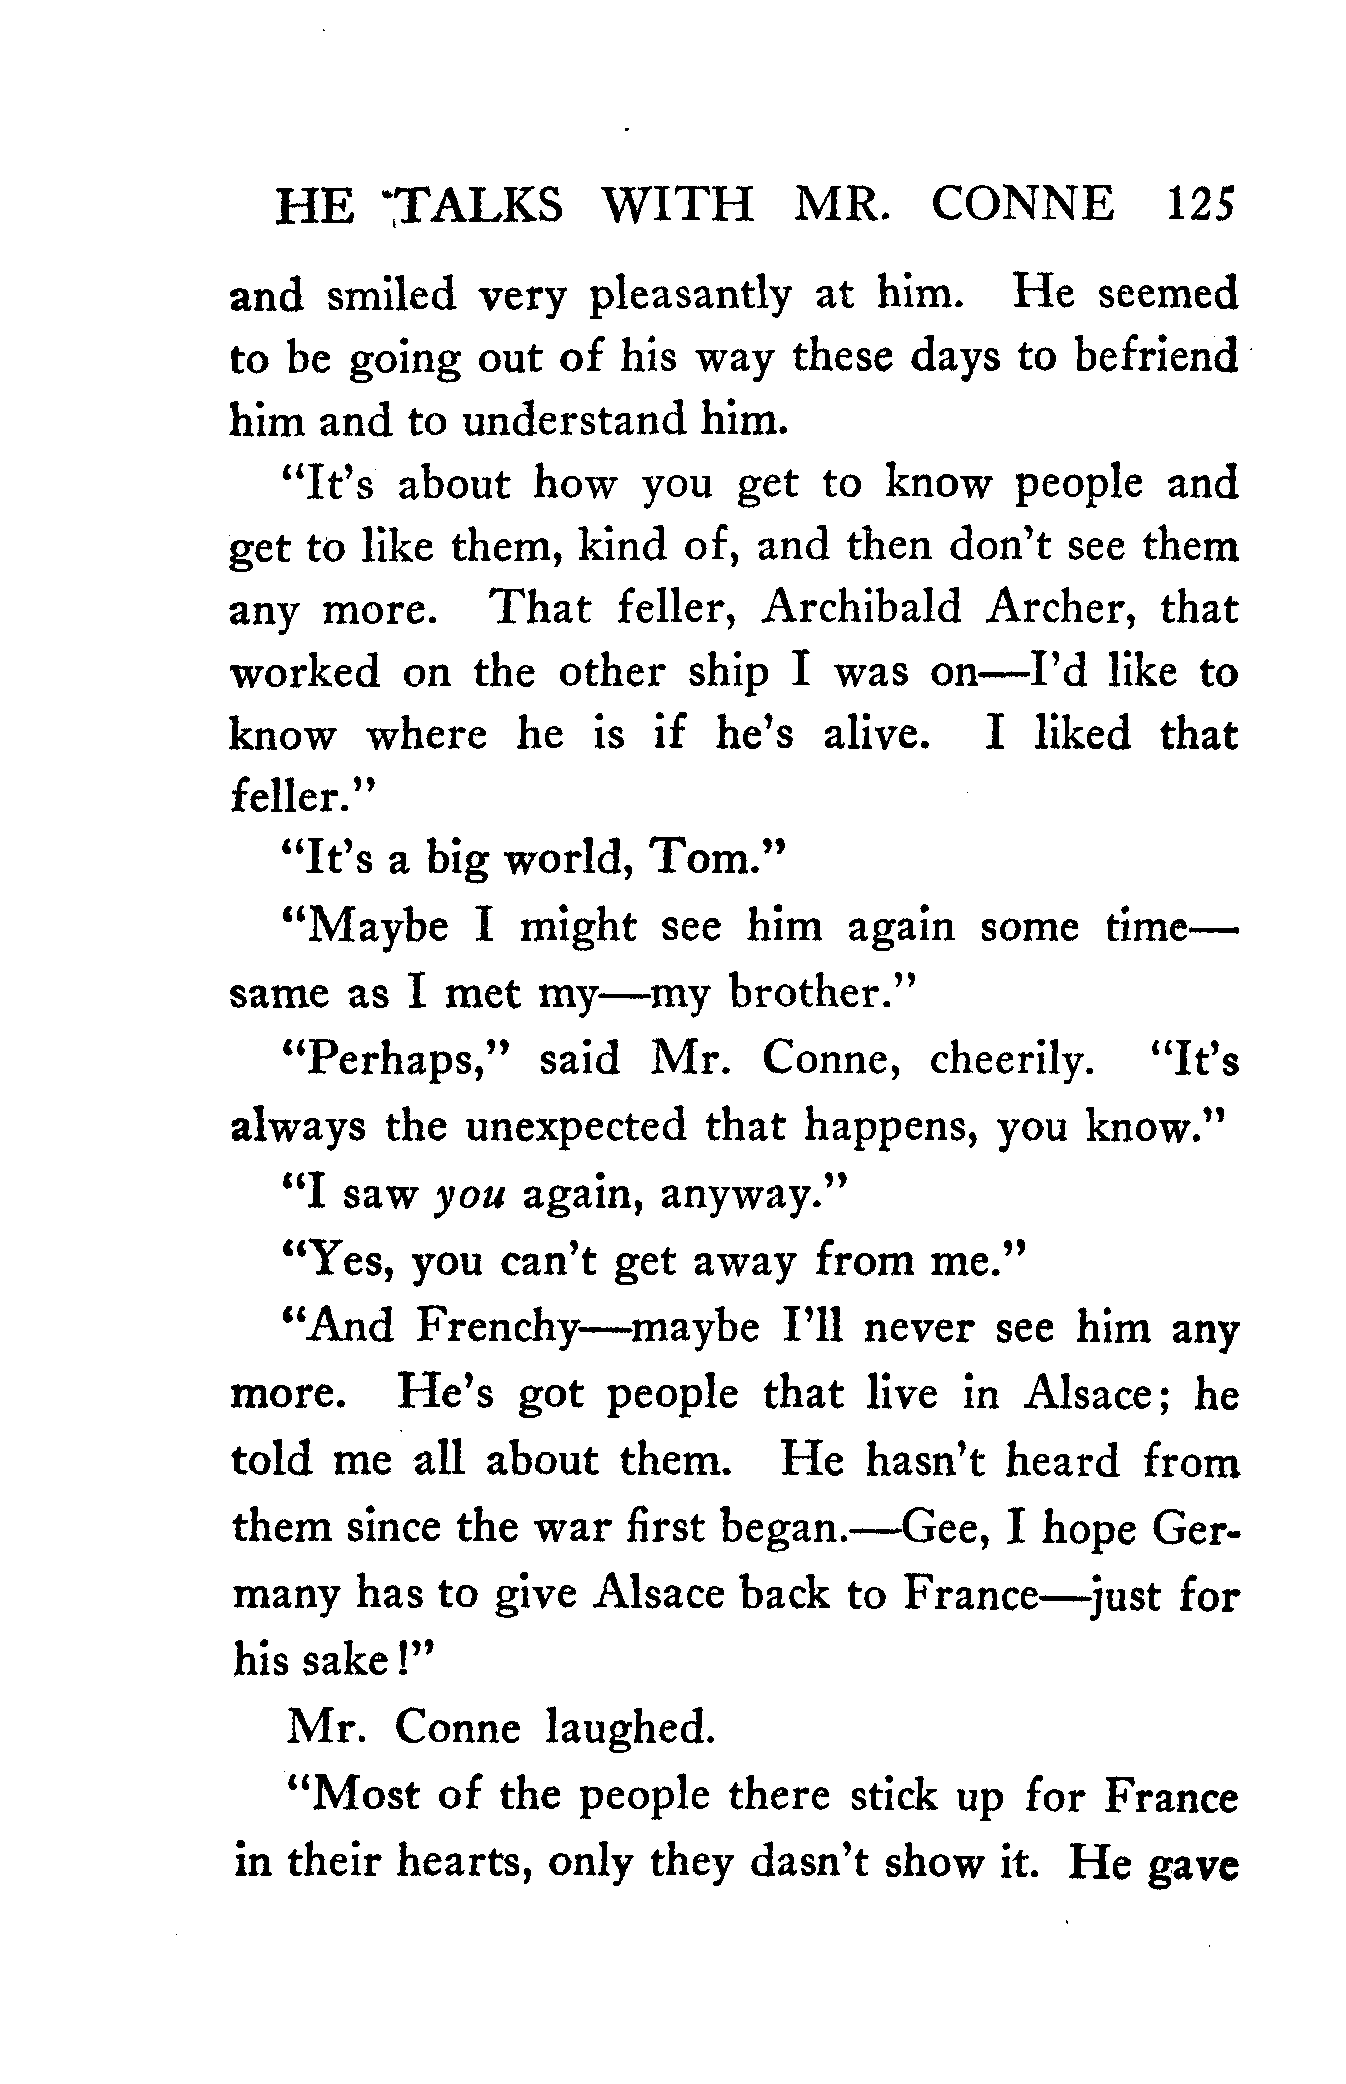 HE TALKS WITH MR. CONNE 125
and smiled very pleasantly at him. He seemed
to be going out of his way these days to befriend
him and to understand him.
“It’s about how you get to know people and
get to like them, kind of, and then don’t see them
any more. That feller, Archibald Archer, that
worked on the other ship I was on—I’d like to
know where he is if he’s alive. I liked that
feller.”
“It’s a big world, Tom.”
“Maybe I might see him again some time—
same as I met my—my brother.”
“Perhaps,” said Mr. Conne, cheerily. “It’s
always the unexpected that happens, you know.”
“I saw you again, anyway.”
“Yes, you can’t get away from me.”
“And Frenchy—maybe I’ll never see him any
more. He’s got people that live in Alsace; he
told me all about them. He hasn’t heard from
them since the war first began.—Gee, I hope Ger-
many has to give Alsace back to France—just for
his sake!”
Mr. Conne laughed.
“Most of the people there stick up for France
in their hearts, only they dasn’t show it. He gave